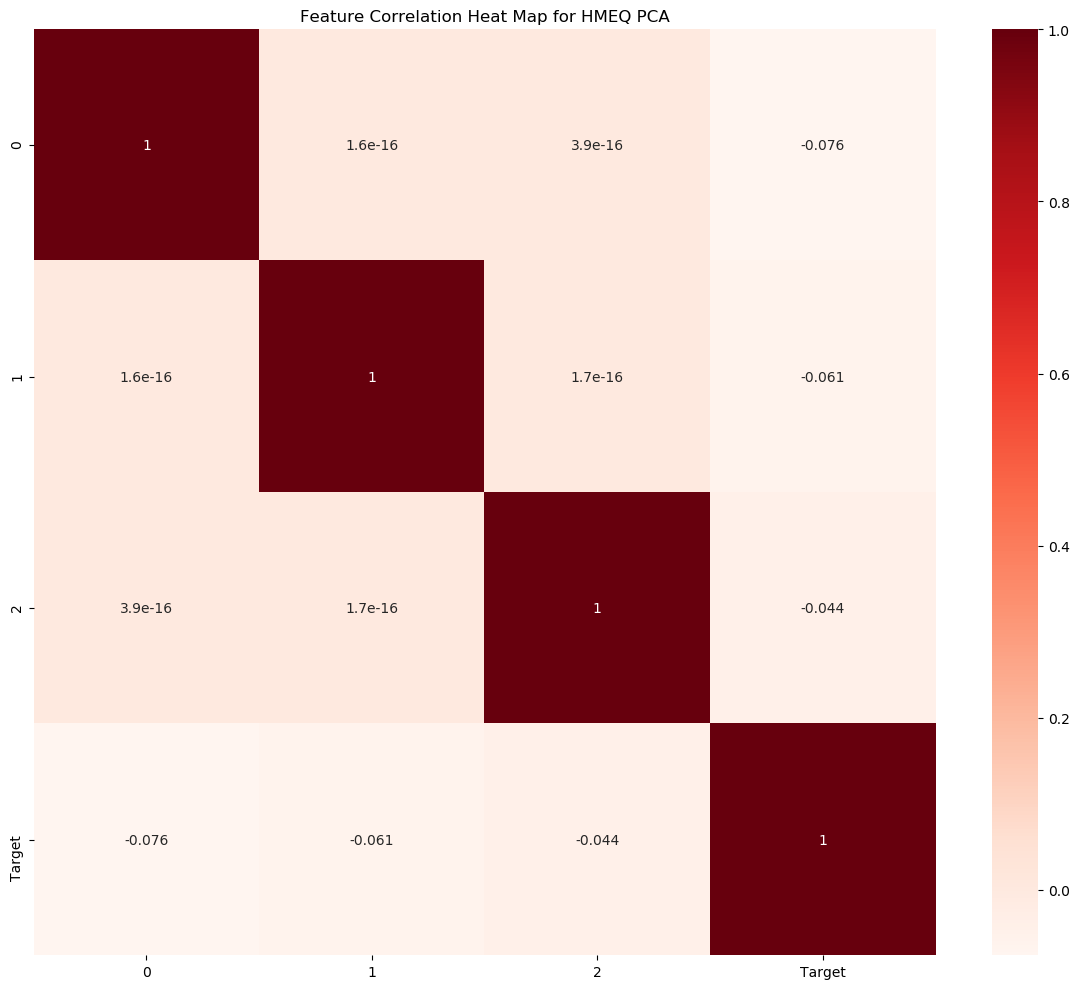 Feature Correlation Heat Map for HMEQ PCA
0
1
1.6e-16
3.9e-16
-0.076
1
1.6e-16
1
1.7e-16
-0.061
2
3.9e-16
1.7e-16
1
-0.044
Target
-0.076
-0.061
-0.044
1
0
1
2
Target
1.0
0.8
0.6
0.4
0.2
0.0